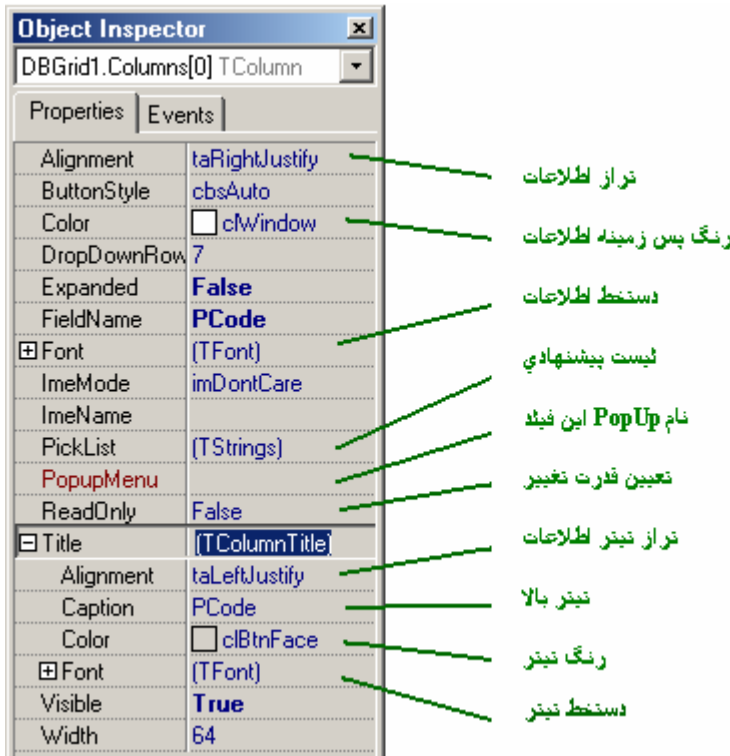 Object Inspector
DBGrid1.Columns[0] TColumn
Properties Events
Alignment taRightJustify
ButtonStyle cbsAuto
Color clWindow
DropDownRow 7
Expanded False
FieldName PCode
Font (TFont)
ImeMode imDontCare
ImeName
PickList (TStrings)
PopupMenu
ReadOnly False
Title (TColumnTitle)
Alignment taLeftJustify
Caption PCode
Color clBtnFace
Font (TFont)
Visible True
Width 64
تراز اطلاعات
رنگ پس زمینه اطلاعات
دستخط اطلاعات
لیست پیشنهادي
نام PopUp این فیلد
تعیین قدرت تغییر
تراز تیتر اطلاعات
تیتر بالا
رنگ تیتر
دستخط تیتر